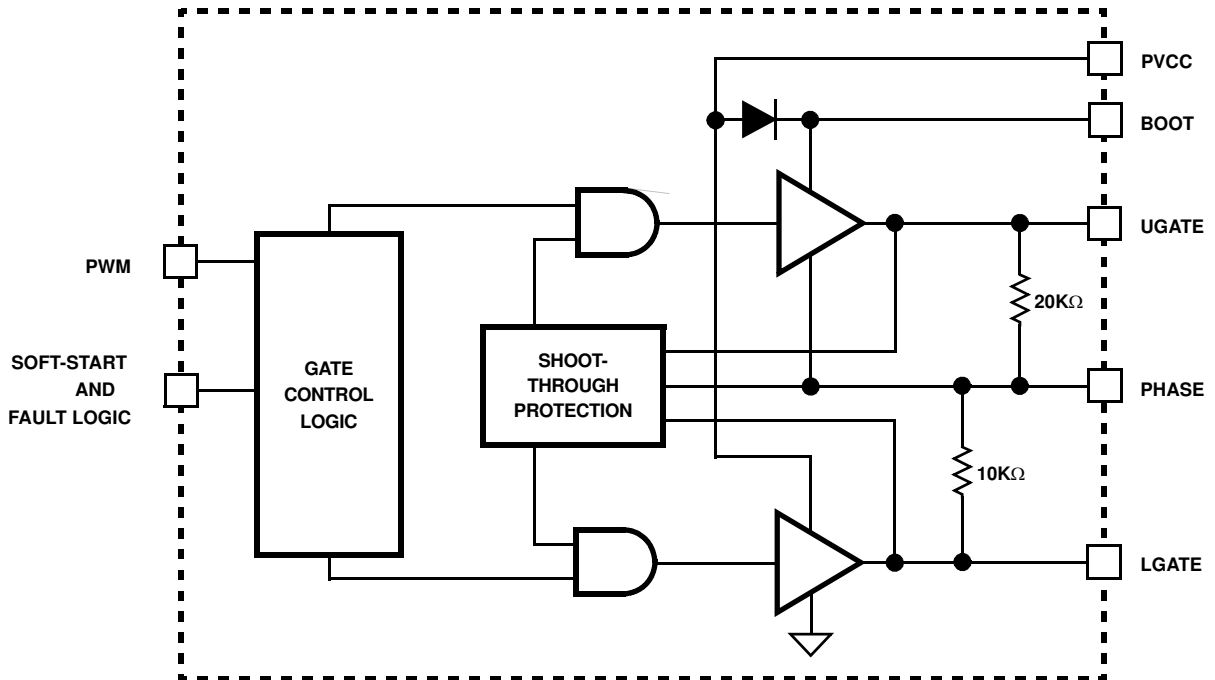 PVCC
BOOT
UGATE
PWM
20KΩ
SOFT-START
AND
FAULT LOGIC
GATE
CONTROL
LOGIC
SHOOT-
THROUGH
PROTECTION
PHASE
10KΩ
LGATE